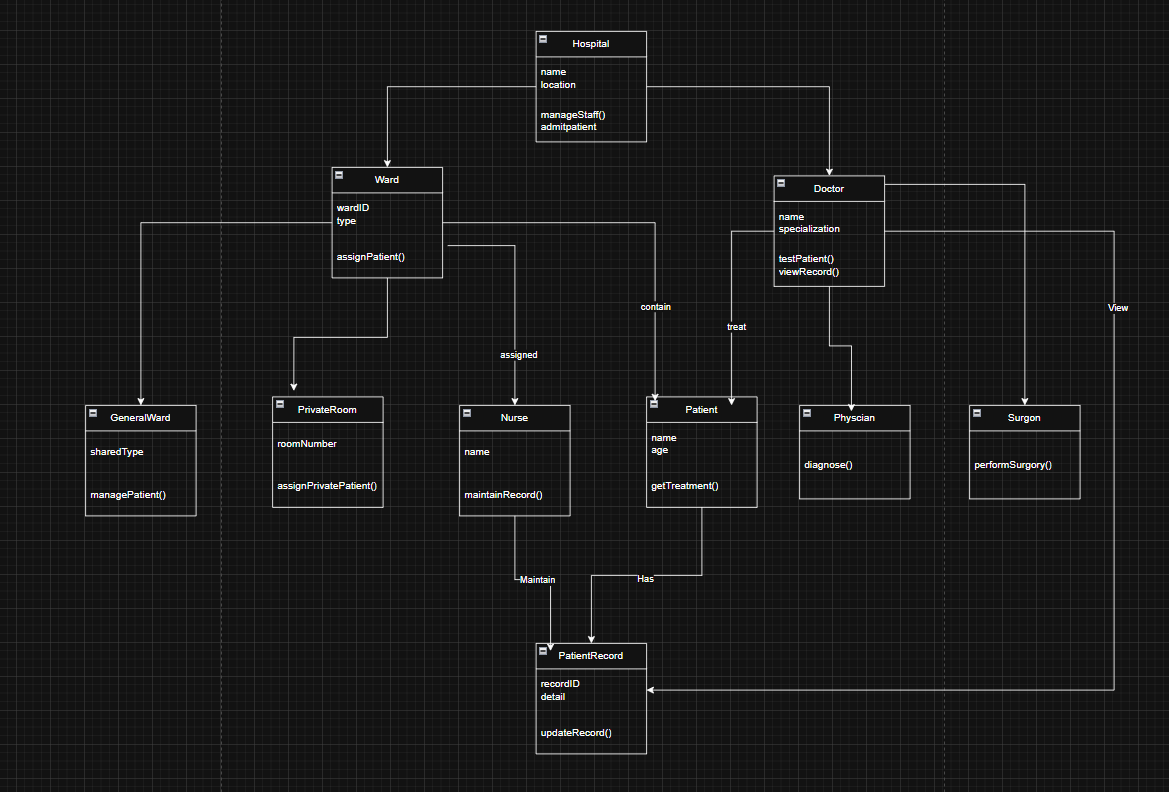 Hospital
name
location
manageStaff()
admitpatient
Ward
wardID
type
assignPatient()
Doctor
name
specialization
testPatient()
viewRecord()
contain
treat
View
assigned
GeneralWard
sharedType
managePatient()
PrivateRoom
roomNumber
assignPrivatePatient()
Nurse
name
maintainRecord()
Patient
name
age
getTreatment()
Physcian
diagnose()
Surgon
performSurgory()
Maintain
Has
PatientRecord
recordID
detail
updateRecord()